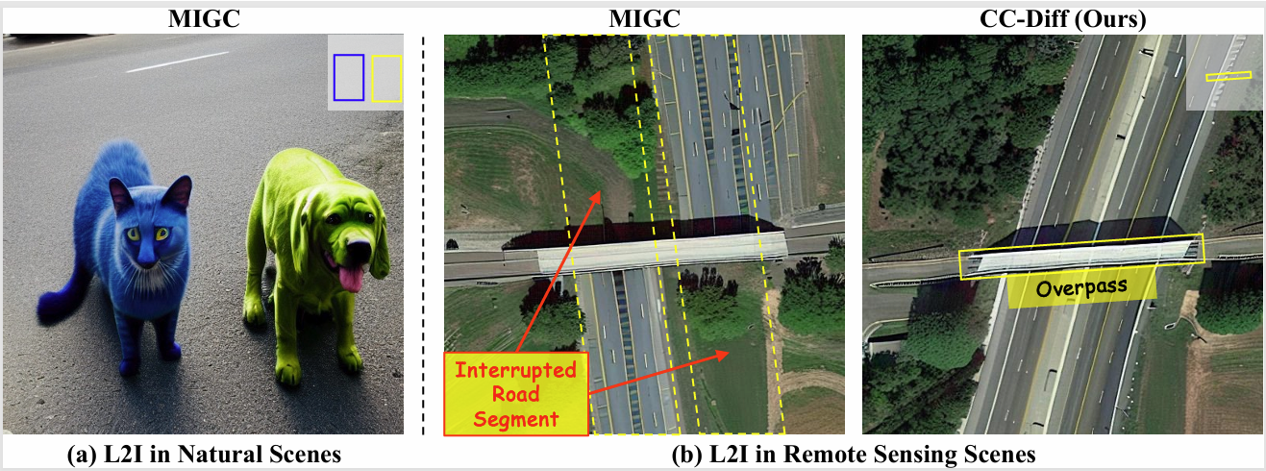 MIGC
MIGC
CC-Diff (Ours)
Overpass
Interrupted
Road
Segment
(a) L2I in Natural Scenes
(b) L2I in Remote Sensing Scenes